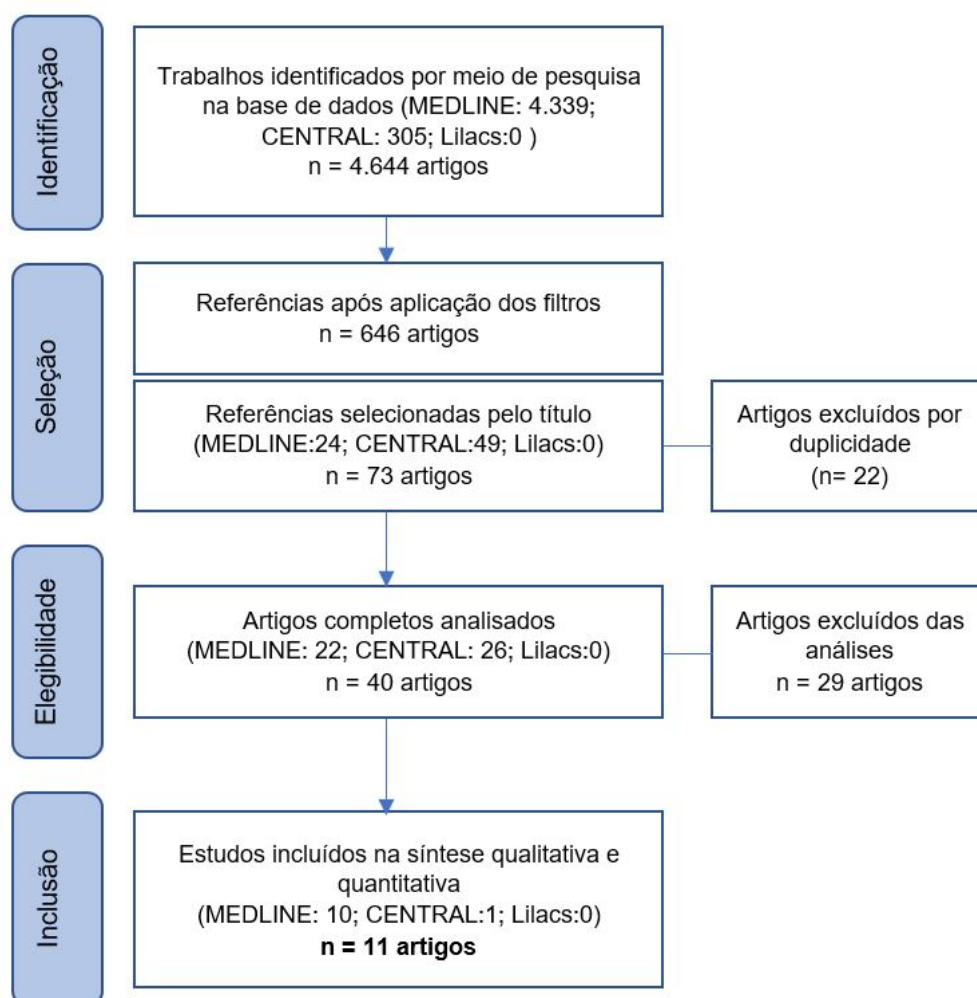 Identificação
Trabalhos identificados por meio de pesquisa
na base de dados (MEDLINE: 4.339;
CENTRAL: 305; Lilacs:0 )
n = 4.644 artigos
Seleção
Referências após aplicação dos filtros
n = 646 artigos
Referências selecionadas pelo título
(MEDLINE:24; CENTRAL:49; Lilacs:0)
n = 73 artigos
Artigos excluídos por
duplicidade
(n= 22)
Elegibilidade
Artigos completos analisados
(MEDLINE: 22; CENTRAL: 26; Lilacs:0)
n = 40 artigos
Artigos excluídos das
análises
n = 29 artigos
Inclusão
Estudos incluídos na síntese qualitativa e
quantitativa
(MEDLINE: 10; CENTRAL:1; Lilacs:0)
n = 11 artigos